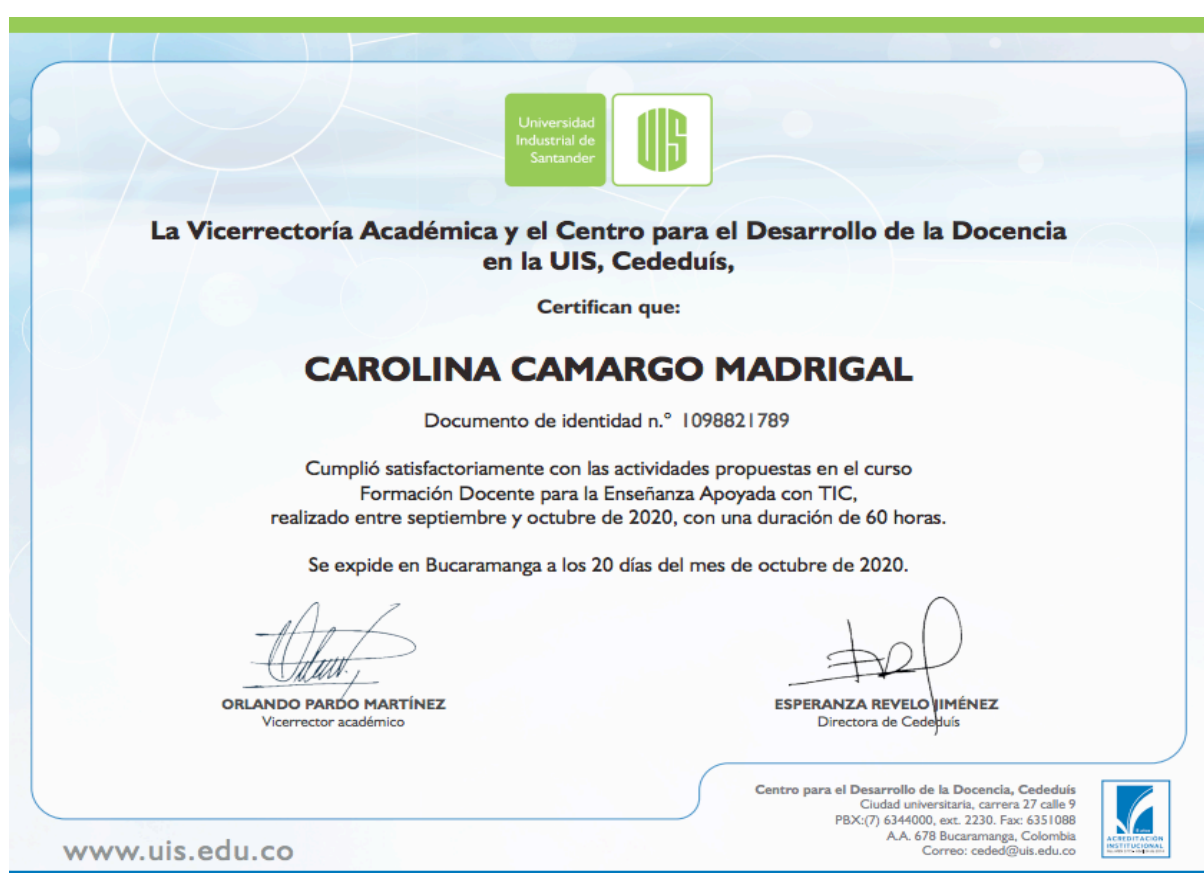 Universidad
Industrial de
Santander
UIS
La Vicerrectoría Académica y el Centro para el Desarrollo de la Docencia
en la UIS, Cededuís,
Certifican que:
CAROLINA CAMARGO MADRIGAL
Documento de identidad n.° 1098821789
Cumplió satisfactoriamente con las actividades propuestas en el curso
Formación Docente para la Enseñanza Apoyada con TIC,
realizado entre septiembre y octubre de 2020, con una duración de 60 horas.
Se expide en Bucaramanga a los 20 días del mes de octubre de 2020.
ORLANDO PARDO MARTÍNEZ
Vicerrector académico
ESPERANZA REVELO JIMÉNEZ
Directora de Cededuís
Centro para el Desarrollo de la Docencia, Cededuís
Ciudad universitaria, carrera 27 calle 9
PBX:(7) 6344000, ext. 2230. Fax: 6351088
A.A. 678 Bucaramanga, Colombia
Correo: ceded@uis.edu.co
ACREDITACIÓN
INSTITUCIONAL
www.uis.edu.co